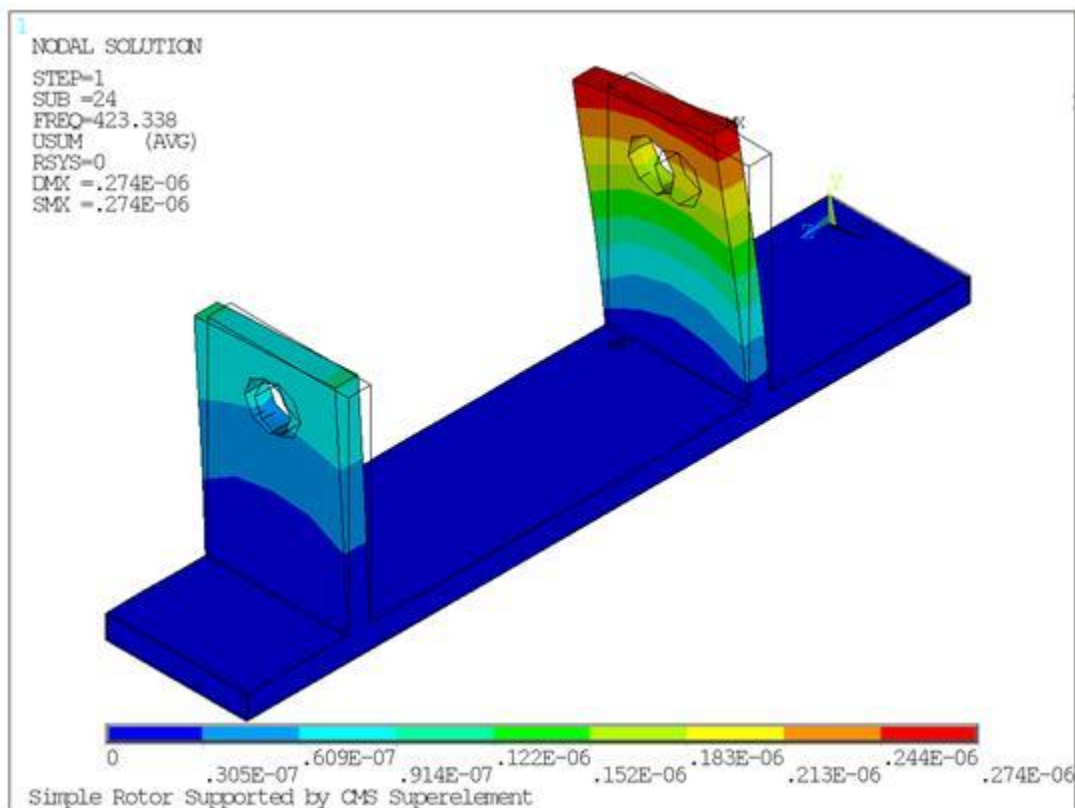 1
NODAL SOLUTION
STEP=1
SUB =24
FREQ=423.338
USUM (AVG)
RSYS=0
DMX =.274E-06
SMX =.274E-06
MX
Y
Z
0 .609E-07 .122E-06 .183E-06 .244E-06
.305E-07 .914E-07 .152E-06 .213E-06 .274E-06
Simple Rotor Supported by CMS Superelement